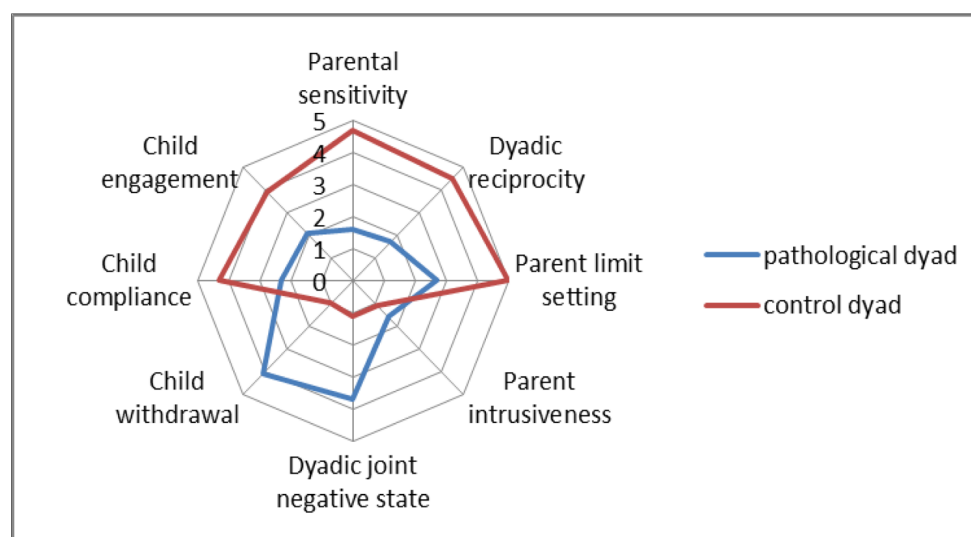 Parental
sensitivity
Dyadic
reciprocity
Parent limit
setting
Parent
intrusiveness
Dyadic joint
negative state
Child
withdrawal
Child
compliance
Child
engagement
5
4
3
2
1
0
pathological dyad
control dyad